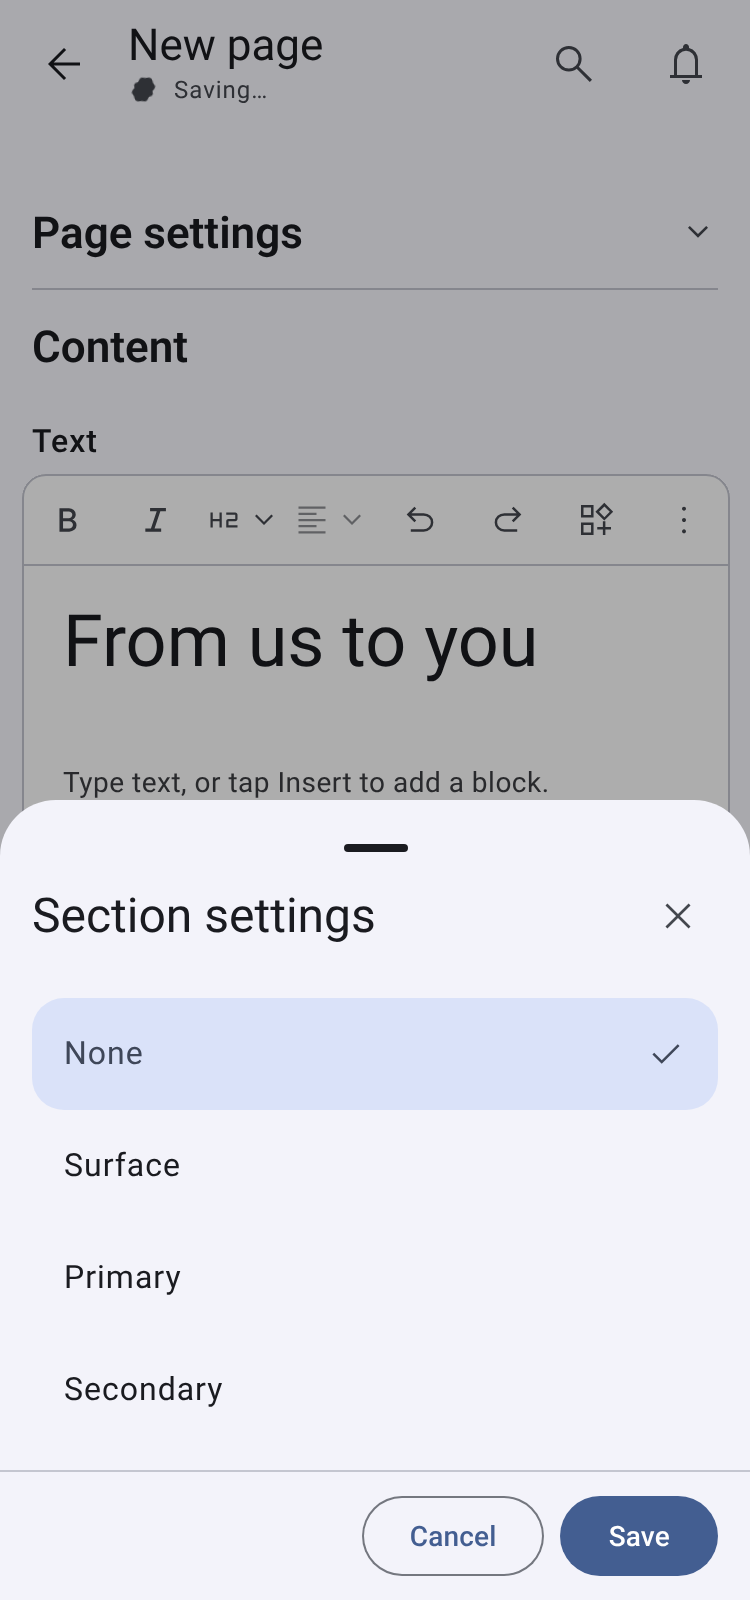 New page
Saving…
Page settings
Content
Text
B I H2
From us to you
Type text, or tap Insert to add a block.
Section settings
None
Surface
Primary
Secondary
Cancel Save